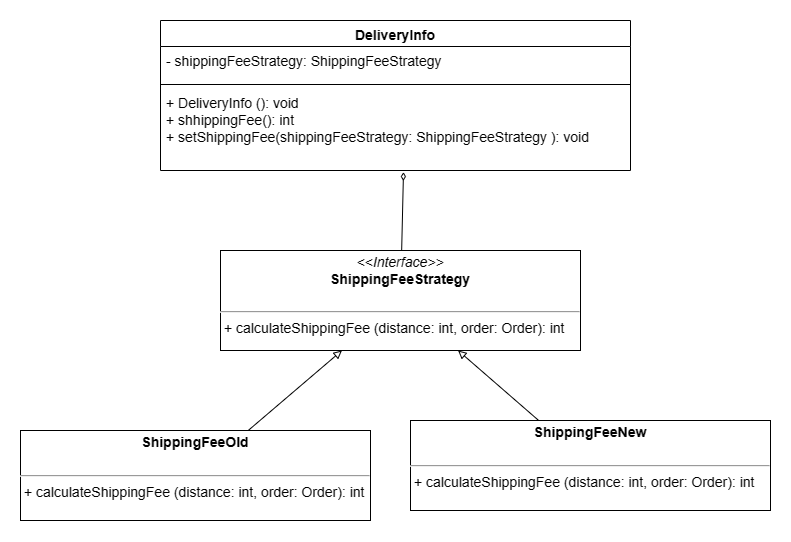 DeliveryInfo
- shippingFeeStrategy: ShippingFeeStrategy
+ DeliveryInfo (): void
+ shhippingFee(): int
+ setShippingFee(shippingFeeStrategy: ShippingFeeStrategy ): void
<<Interface>>
ShippingFeeStrategy
+ calculateShippingFee (distance: int, order: Order): int
ShippingFeeOld
+ calculateShippingFee (distance: int, order: Order): int
ShippingFeeNew
+ calculateShippingFee (distance: int, order: Order): int